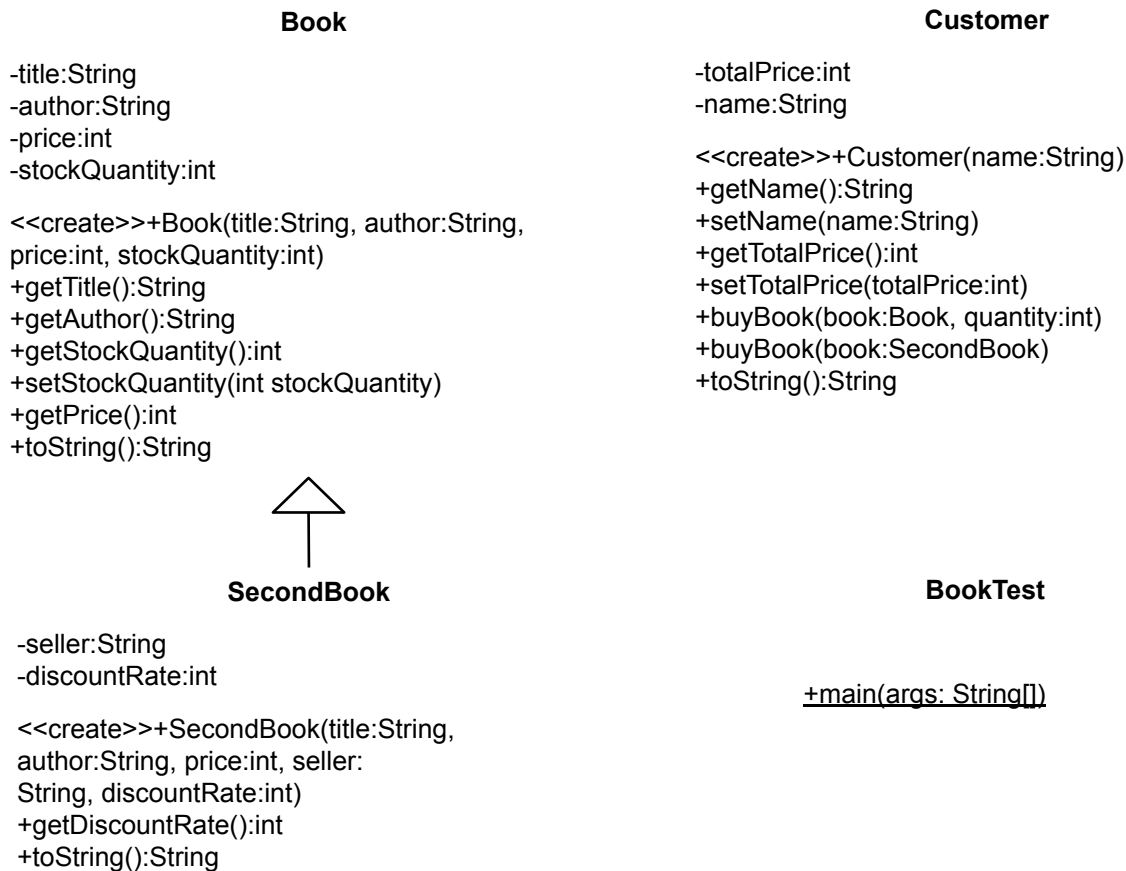 Book
-title:String
-author:String
-price:int
-stockQuantity:int
<<create>>+Book(title:String, author:String,
price:int, stockQuantity:int)
+getTitle():String
+getAuthor():String
+getStockQuantity():int
+setStockQuantity(int stockQuantity)
+getPrice():int
+toString():String
Customer
-totalPrice:int
-name:String
<<create>>+Customer(name:String)
+getName():String
+setName(name:String)
+getTotalPrice():int
+setTotalPrice(totalPrice:int)
+buyBook(book:Book, quantity:int)
+buyBook(book:SecondBook)
+toString():String
SecondBook
-seller:String
-discountRate:int
<<create>>+SecondBook(title:String,
author:String, price:int, seller:
String, discountRate:int)
+getDiscountRate():int
+toString():String
BookTest
+main(args: String[])